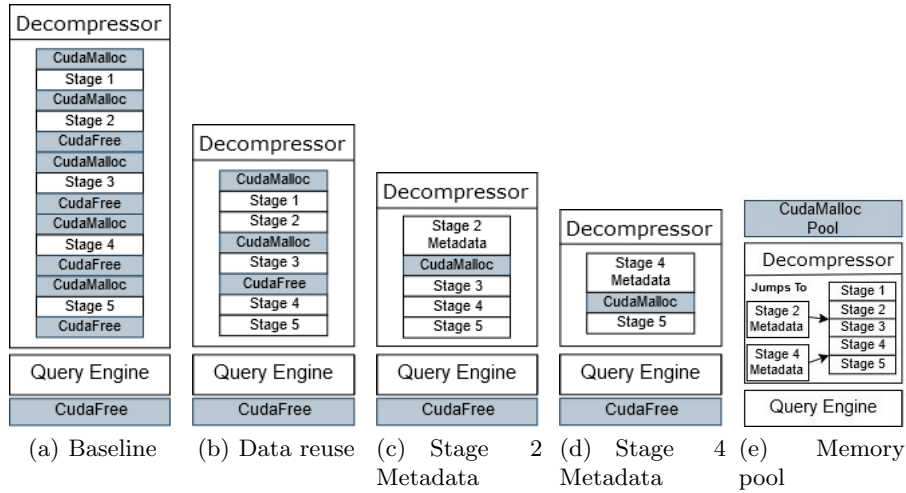 Decompressor
CudaMalloc
Stage 1
CudaMalloc
Stage 2
CudaFree
CudaMalloc
Stage 3
CudaFree
CudaMalloc
Stage 4
CudaFree
CudaMalloc
Stage 5
CudaFree
Query Engine
CudaFree
(a) Baseline
Decompressor
CudaMalloc
Stage 1
Stage 2
CudaMalloc
Stage 3
CudaFree
Stage 4
Stage 5
Query Engine
CudaFree
(b) Data reuse
Decompressor
Stage 2
Metadata
CudaMalloc
Stage 3
Stage 4
Stage 5
Query Engine
CudaFree
(c) Stage 2
Metadata
Decompressor
Stage 4
Metadata
CudaMalloc
Stage 5
Query Engine
CudaFree
(d) Stage 4
Metadata
CudaMalloc
Pool
Decompressor
Jumps To
Stage 2
Metadata
Stage 4
Metadata
Stage 1
Stage 2
Stage 3
Stage 4
Stage 5
Query Engine
(e) Memory
pool